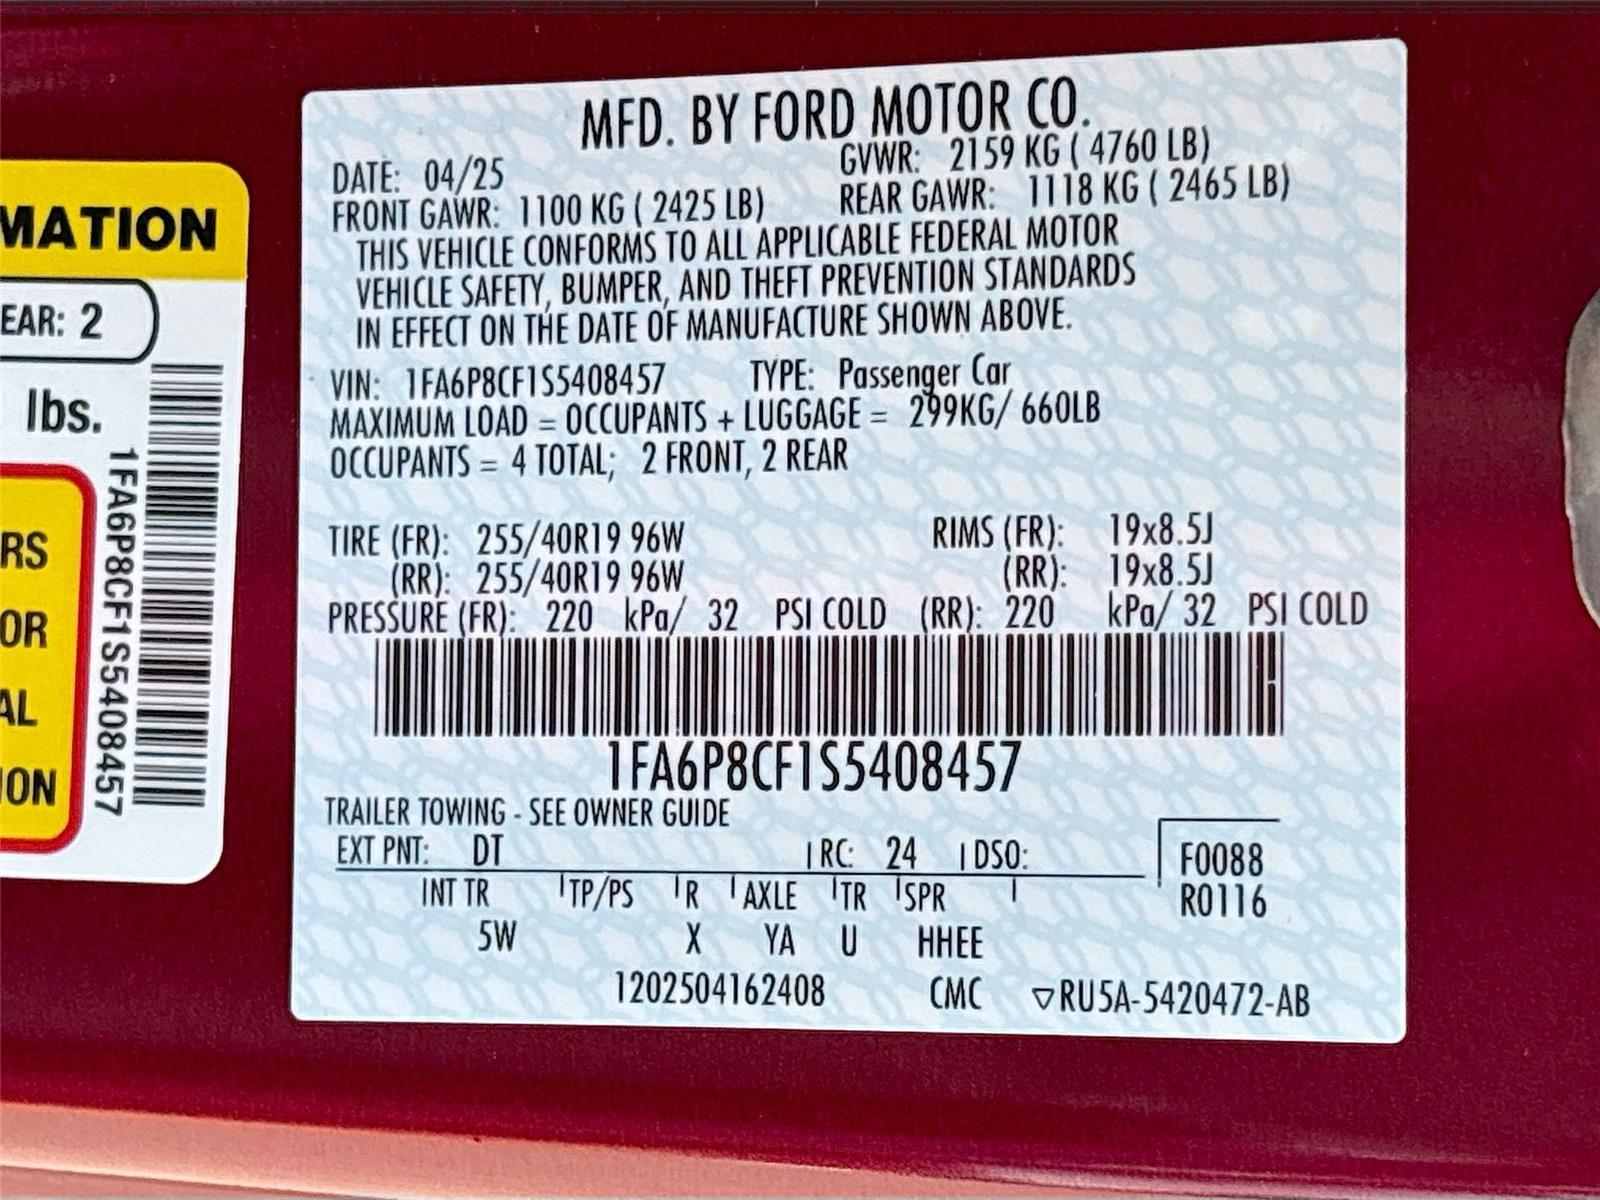 MATION
EAR: 2
lbs.
RS
OR
AL
ION
1FA6P8CF1S5408457
MFD. BY FORD MOTOR CO.
DATE: 04/25 GVWR: 2159 KG ( 4760 LB)
FRONT GAWR: 1100 KG ( 2425 LB) REAR GAWR: 1118 KG ( 2465 LB)
THIS VEHICLE CONFORMS TO ALL APPLICABLE FEDERAL MOTOR
VEHICLE SAFETY, BUMPER, AND THEFT PREVENTION STANDARDS
IN EFFECT ON THE DATE OF MANUFACTURE SHOWN ABOVE.
VIN: 1FA6P8CF1S5408457 TYPE: Passenger Car
MAXIMUM LOAD = OCCUPANTS + LUGGAGE = 299KG/ 660LB
OCCUPANTS = 4 TOTAL; 2 FRONT, 2 REAR
TIRE (FR): 255/40R19 96W RIMS (FR): 19x8.5J
(RR): 255/40R19 96W (RR): 19x8.5J
PRESSURE (FR): 220 kPa/ 32 PSI COLD (RR): 220 kPa/ 32 PSI COLD
1FA6P8CF1S5408457
TRAILER TOWING - SEE OWNER GUIDE
EXT PNT: DT RC: 24 DSO: F0088
INT TR TP/PS R AXLE TR SPR R0116
5W X YA U HHEE
1202504162408 CMC ▽RU5A-5420472-AB